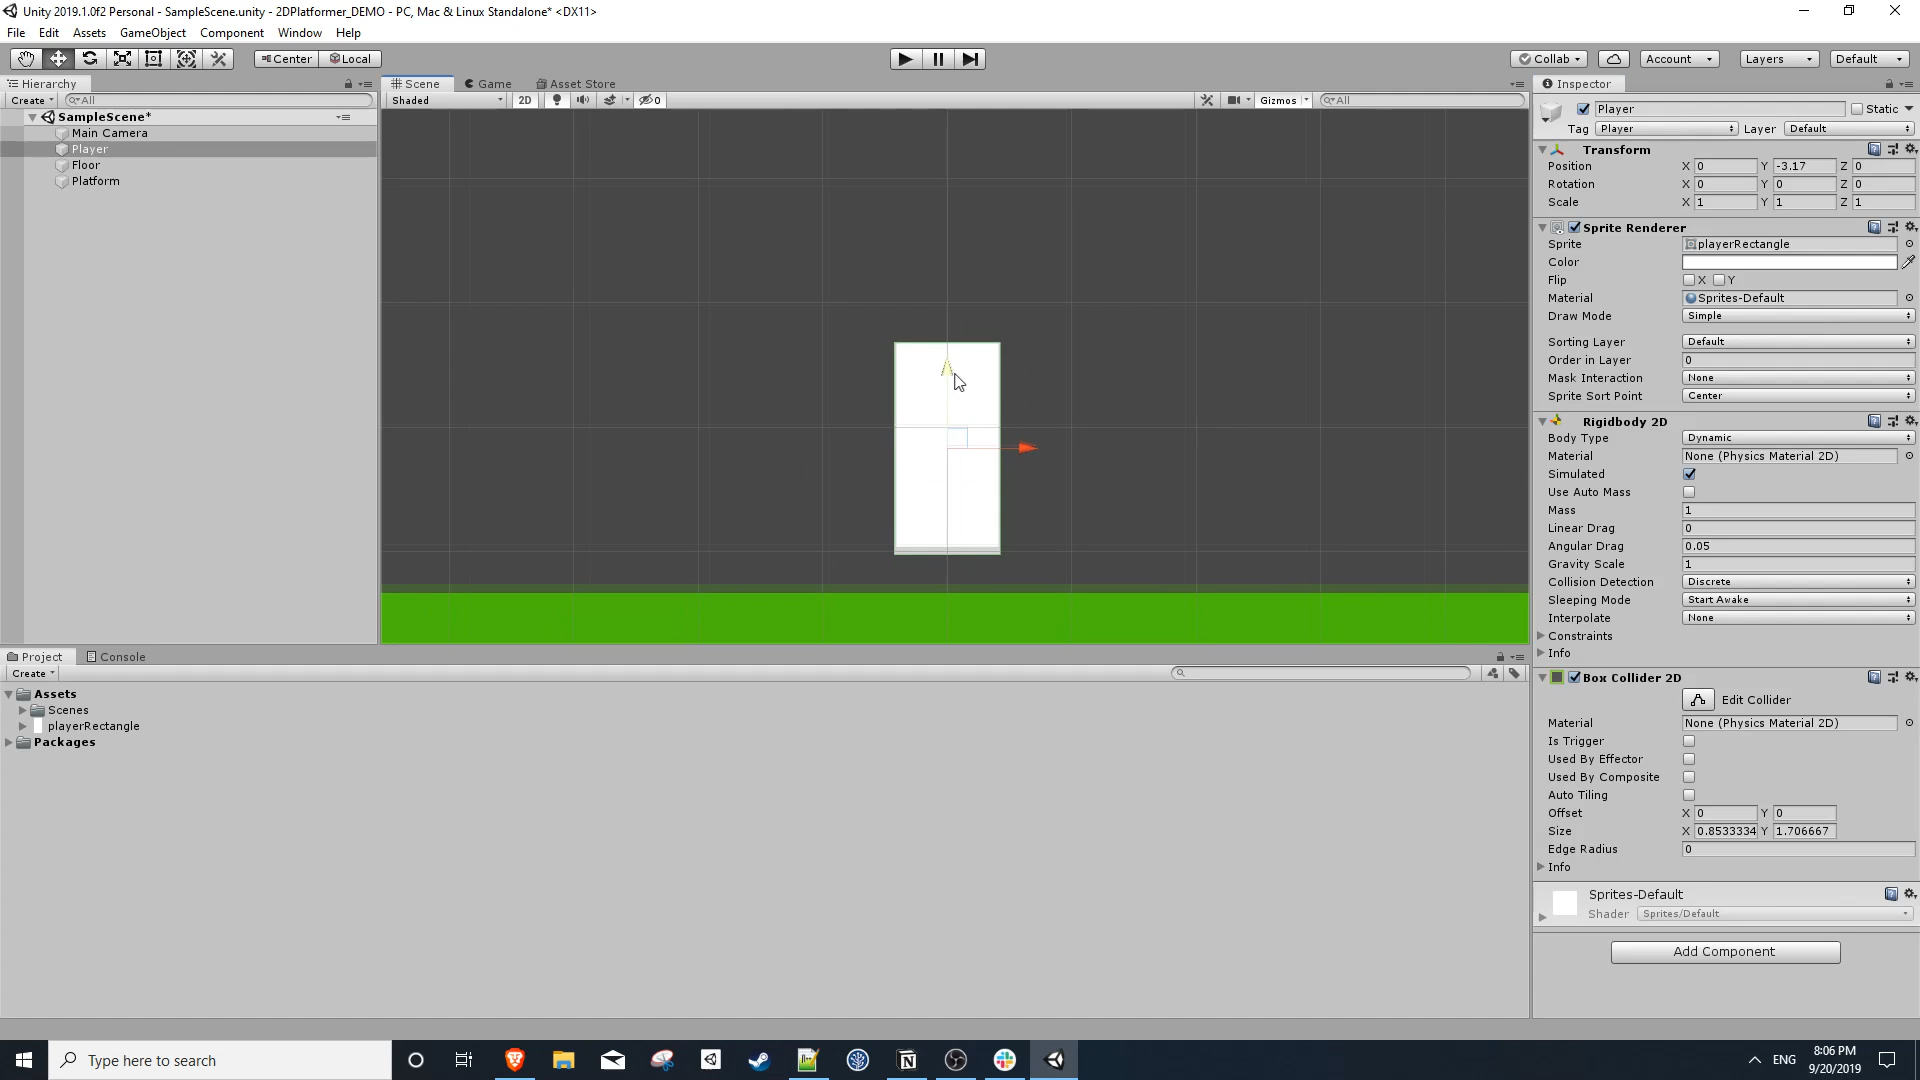 Unity 2019.1.0f2 Personal - SampleScene.unity - 2DPlatformer_DEMO - PC, Mac & Linux Standalone* <DX11>
File Edit Assets GameObject Component Window Help
Center Local Collab Account Layers Default
Hierarchy
Create All
SampleScene*
Main Camera
Player
Floor
Platform
Scene Game Asset Store
Shaded 2D 0 Gizmos All
Inspector
Player Static
Tag Player Layer Default
Transform
Position X 0 Y -3.17 Z 0
Rotation X 0 Y 0 Z 0
Scale X 1 Y 1 Z 1
Sprite Renderer
Sprite playerRectangle
Color
Flip X Y
Material Sprites-Default
Draw Mode Simple
Sorting Layer Default
Order in Layer 0
Mask Interaction None
Sprite Sort Point Center
Rigidbody 2D
Body Type Dynamic
Material None (Physics Material 2D)
Simulated
Use Auto Mass
Mass 1
Linear Drag 0
Angular Drag 0.05
Gravity Scale 1
Collision Detection Discrete
Sleeping Mode Start Awake
Interpolate None
Constraints
Info
Box Collider 2D
Edit Collider
Material None (Physics Material 2D)
Is Trigger
Used By Effector
Used By Composite
Auto Tiling
Offset X 0 Y 0
Size X 0.8533334 Y 1.706667
Edge Radius 0
Info
Sprites-Default
Shader Sprites/Default
Add Component
Project Console
Create
Assets
Scenes
playerRectangle
Packages
Type here to search
ENG
8:06 PM
9/20/2019